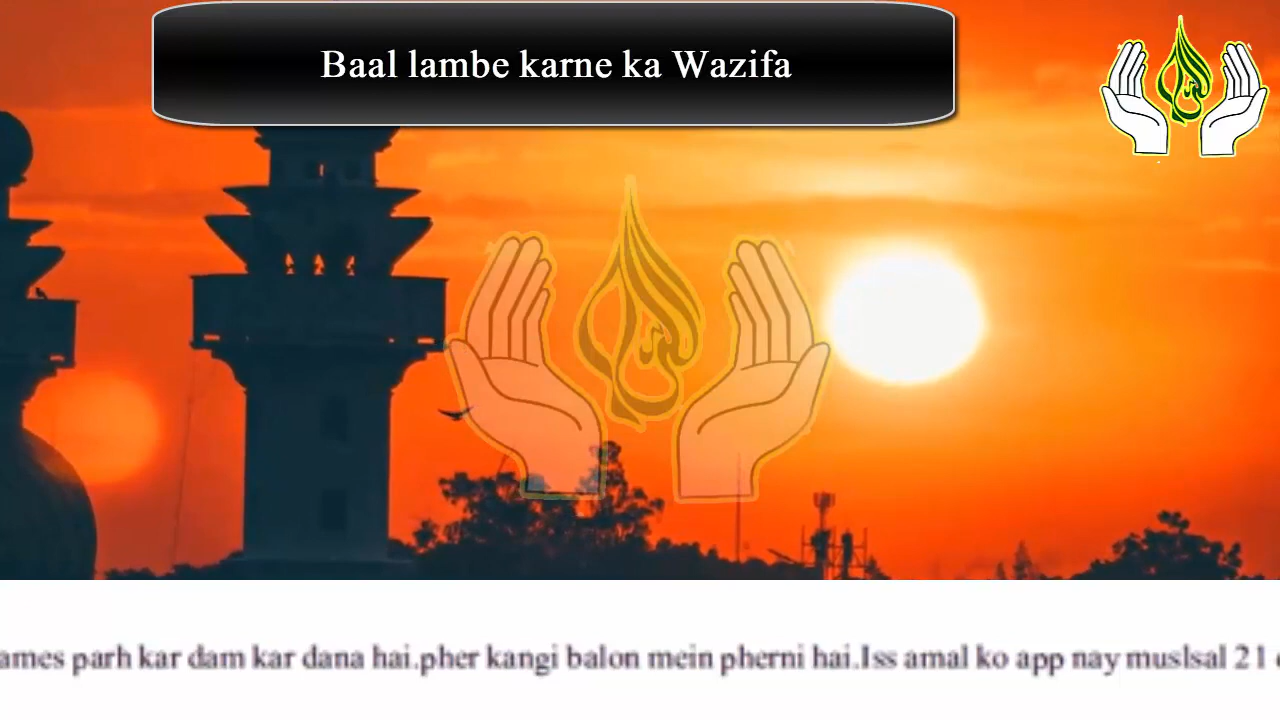 Baal lambe karne ka Wazifa
ames parh kar dam kar dana hai.pher kangi balon mein pherni hai.Iss amal ko app nay muslsal 21